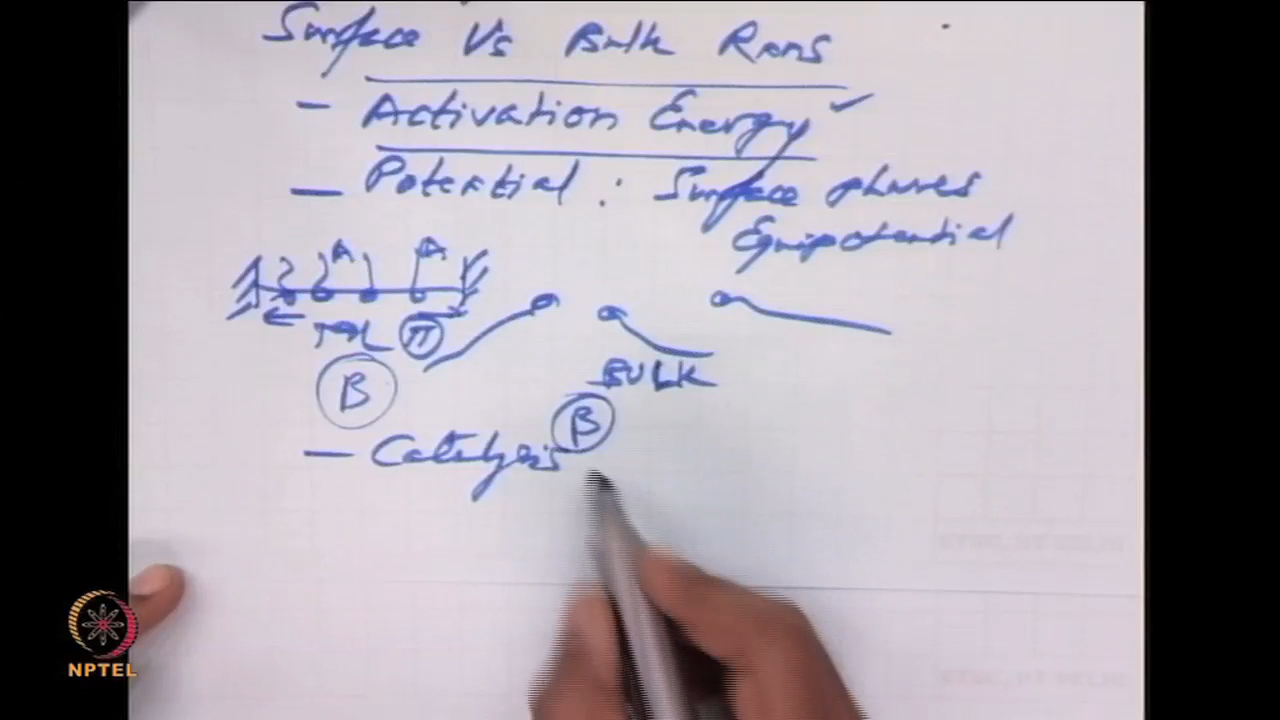 Surface Vs Bulk Rxns
- Activation Energy ✓
- Potential : Surface phases
Equipotential
A A
π
B
BULK
B
- Catalysis
NPTEL